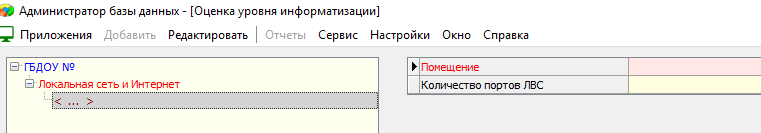 Администратор базы данных - [Оценка уровня информатизации]
Приложения Добавить Редактировать Отчеты Сервис Настройки Окно Справка
ГБДОУ №
Локальная сеть и Интернет
< ... >
Помещение
Количество портов ЛВС